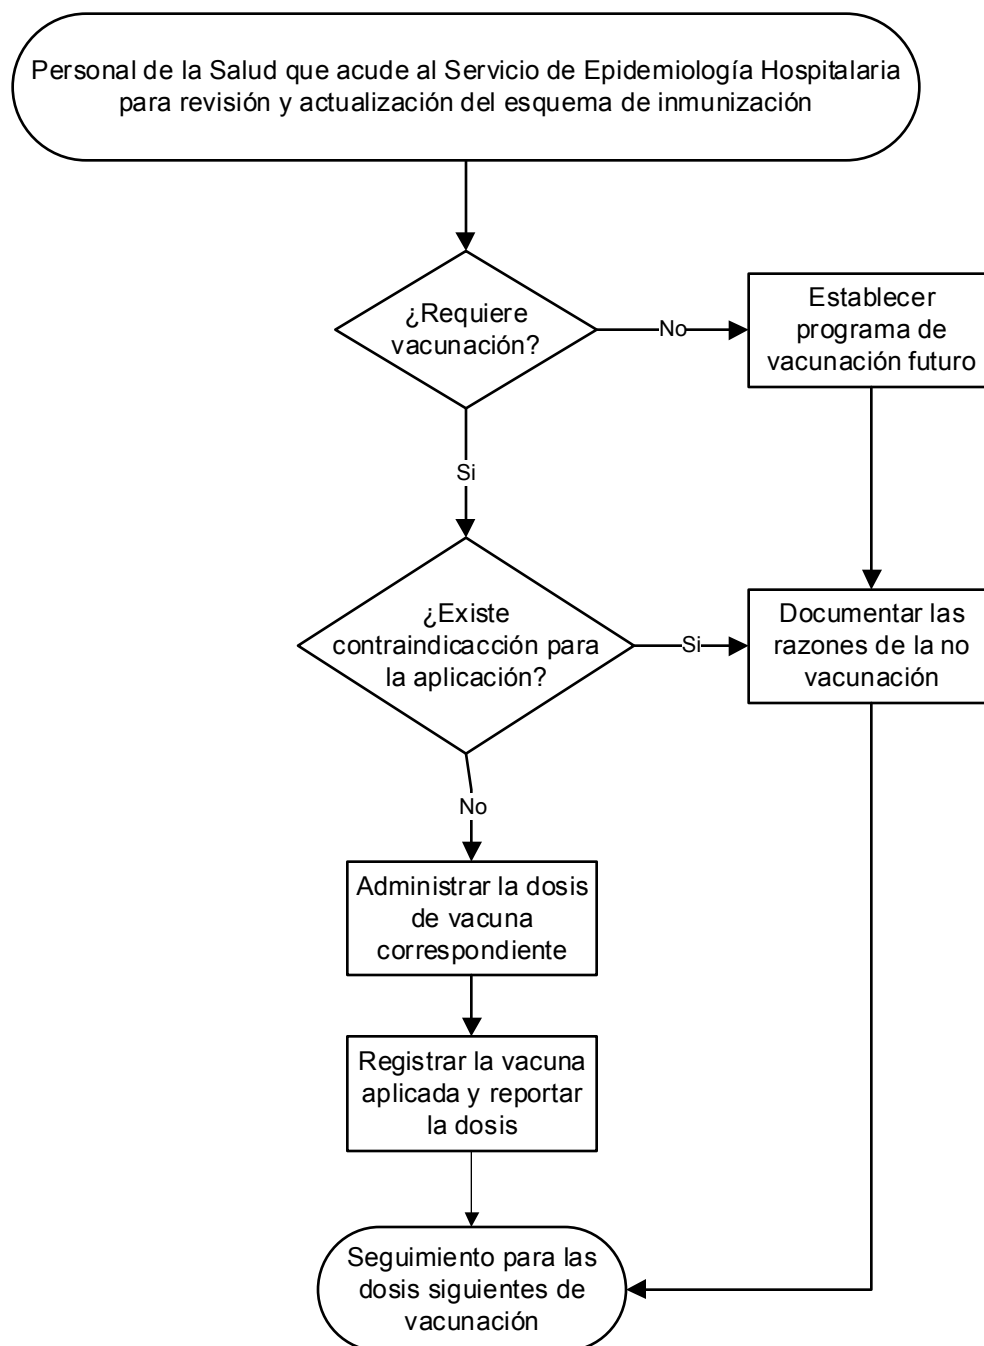 Personal de la Salud que acude al Servicio de Epidemiología Hospitalaria
para revisión y actualización del esquema de inmunización
¿Requiere
vacunación?
No
Establecer
programa de
vacunación futuro
Si
¿Existe
contraindicacción para
la aplicación?
Si
Documentar las
razones de la no
vacunación
No
Administrar la dosis
de vacuna
correspondiente
Registrar la vacuna
aplicada y reportar
la dosis
Seguimiento para las
dosis siguientes de
vacunación